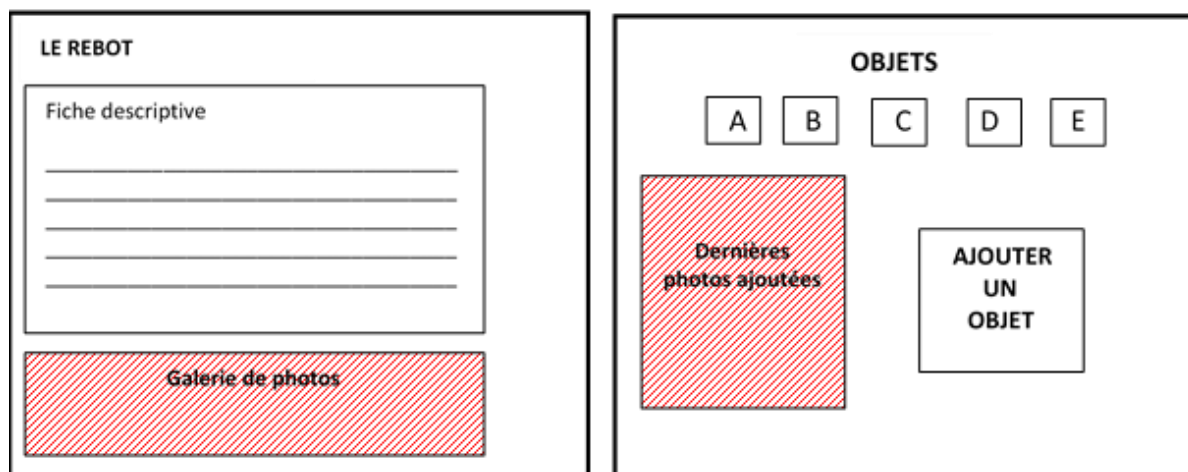 LE REBOT
Fiche descriptive
Galerie de photos
OBJETS
A B C D E
Dernières
photos ajoutées
AJOUTER
UN
OBJET